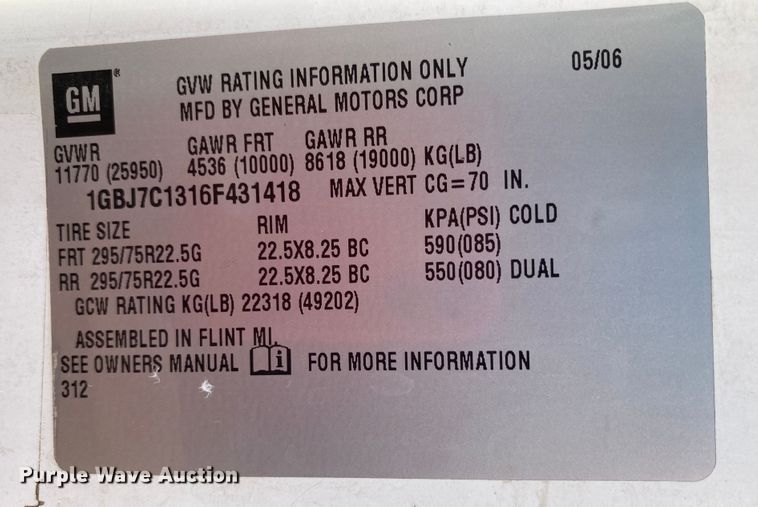 GM ®
GVW RATING INFORMATION ONLY 05/06
MFD BY GENERAL MOTORS CORP
GVWR GAWR FRT GAWR RR
11770 (25950) 4536 (10000) 8618 (19000) KG(LB)
1GBJ7C1316F431418 MAX VERT CG=70 IN.
TIRE SIZE RIM KPA(PSI) COLD
FRT 295/75R22.5G 22.5X8.25 BC 590(085)
RR 295/75R22.5G 22.5X8.25 BC 550(080) DUAL
GCW RATING KG(LB) 22318 (49202)
ASSEMBLED IN FLINT MI.
SEE OWNERS MANUAL i FOR MORE INFORMATION
312
Purple Wave Auction